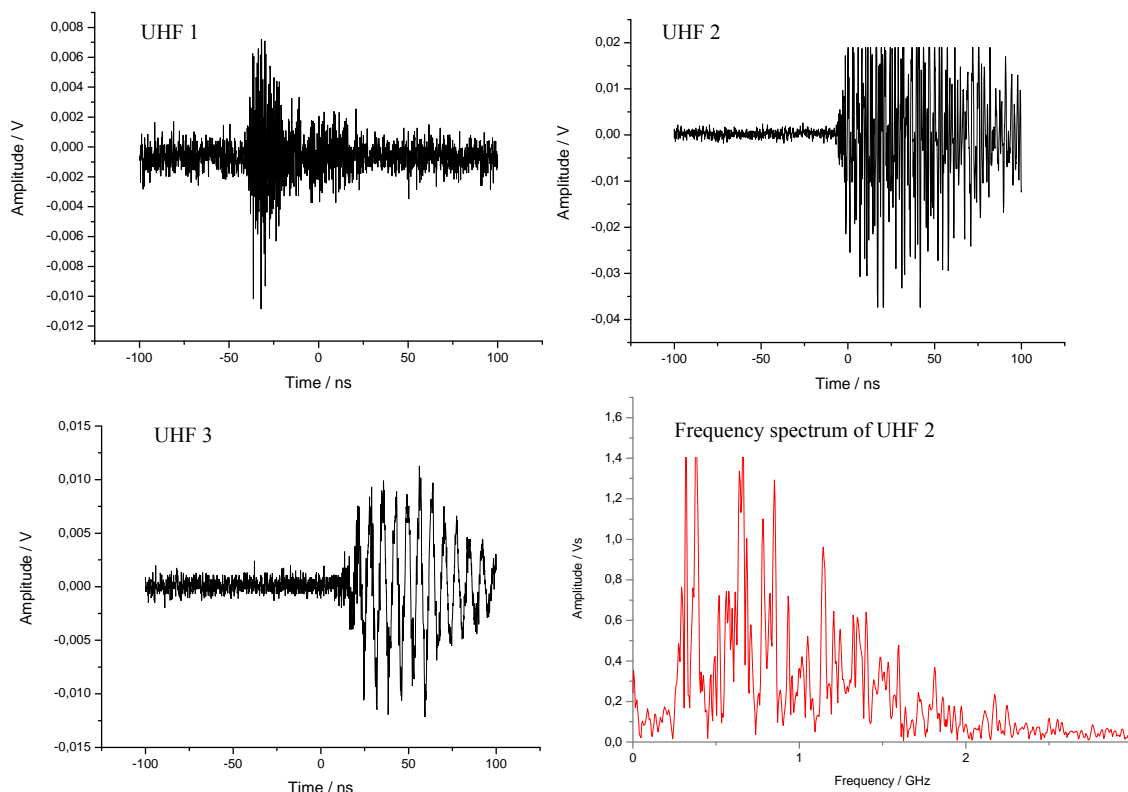 UHF 1
0,008
0,006
0,004
0,002
0,000
-0,002
-0,004
-0,006
-0,008
-0,010
-0,012
Amplitude / V
-100 -50 0 50 100
Time / ns
UHF 2
0,02
0,00
-0,01
-0,02
-0,03
-0,04
Amplitude / V
-100 -50 0 50 100
Time / ns
UHF 3
0,015
0,010
0,005
0,000
-0,005
-0,010
-0,015
Amplitude / V
-100 -50 0 50 100
Time / ns
Frequency spectrum of UHF 2
1,6
1,4
1,2
1,0
0,8
0,6
0,4
0,2
0,0
Amplitude / Vs
0 1 2
Frequency / GHz